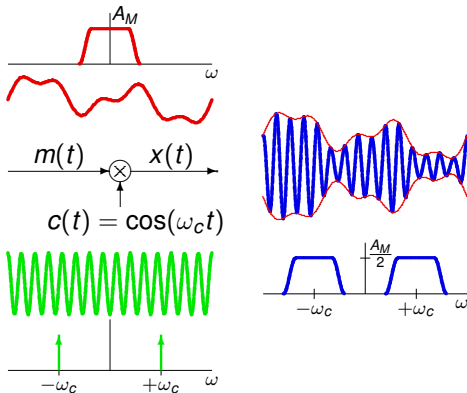 A_M
ω
m(t)
x(t)
×
c(t) = cos(ω_c t)
−ω_c
+ω_c
ω
A_M/2
−ω_c
+ω_c
ω